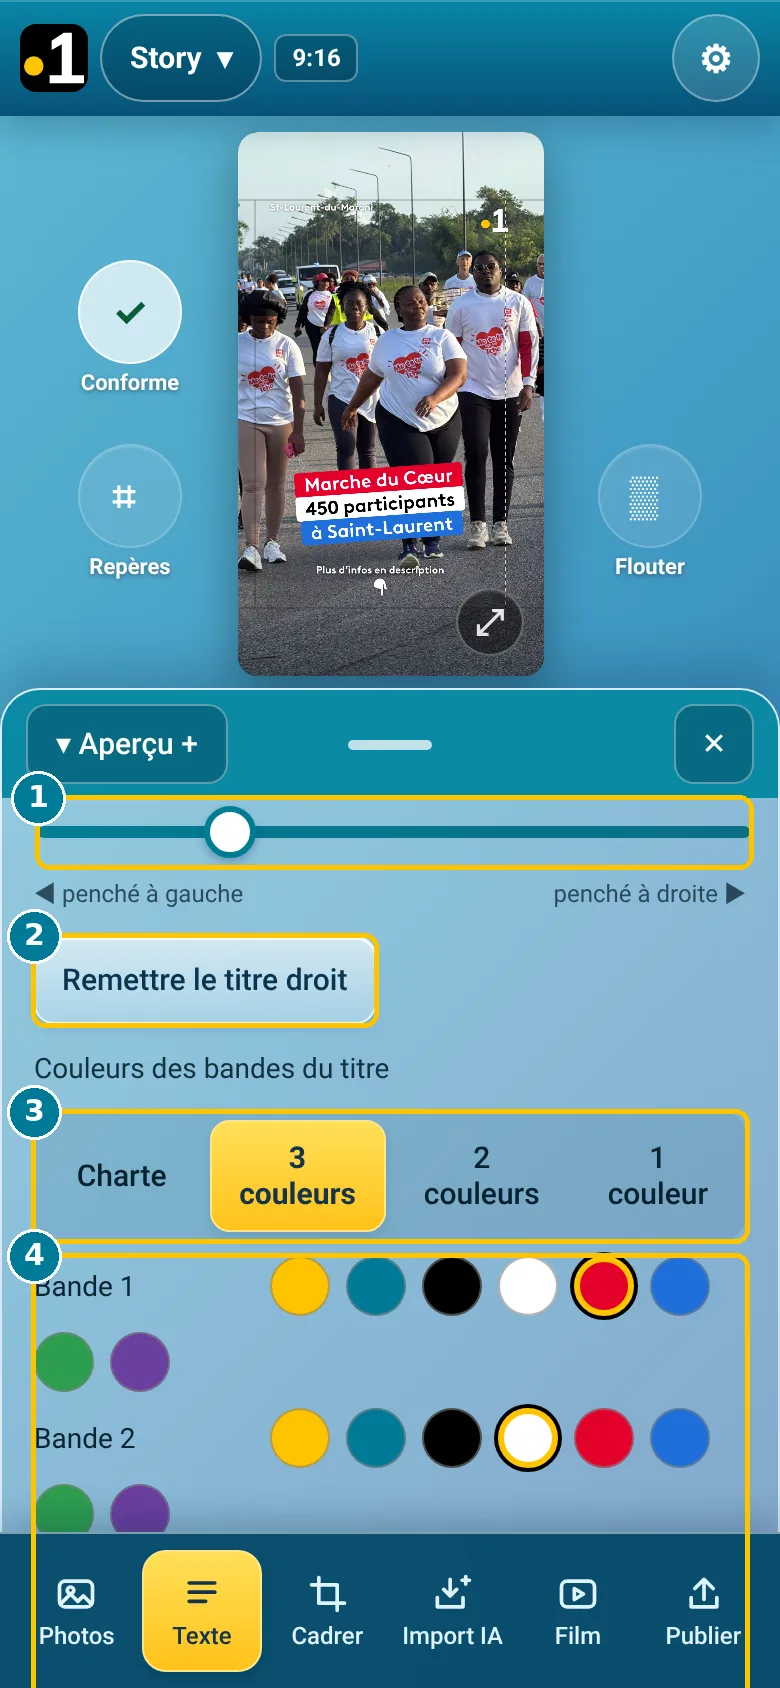 1
Story ▼
9:16
St-Laurent-du-Maroni
1
Conforme
Repères
Flouter
Marche du Cœur
450 participants
à Saint-Laurent
Plus d'infos en description
▾ Aperçu +
✕
1
◀ penché à gauche
penché à droite ▶
2
Remettre le titre droit
Couleurs des bandes du titre
3
Charte
3 couleurs
2 couleurs
1 couleur
4
Bande 1
Bande 2
Photos
Texte
Cadrer
Import IA
Film
Publier